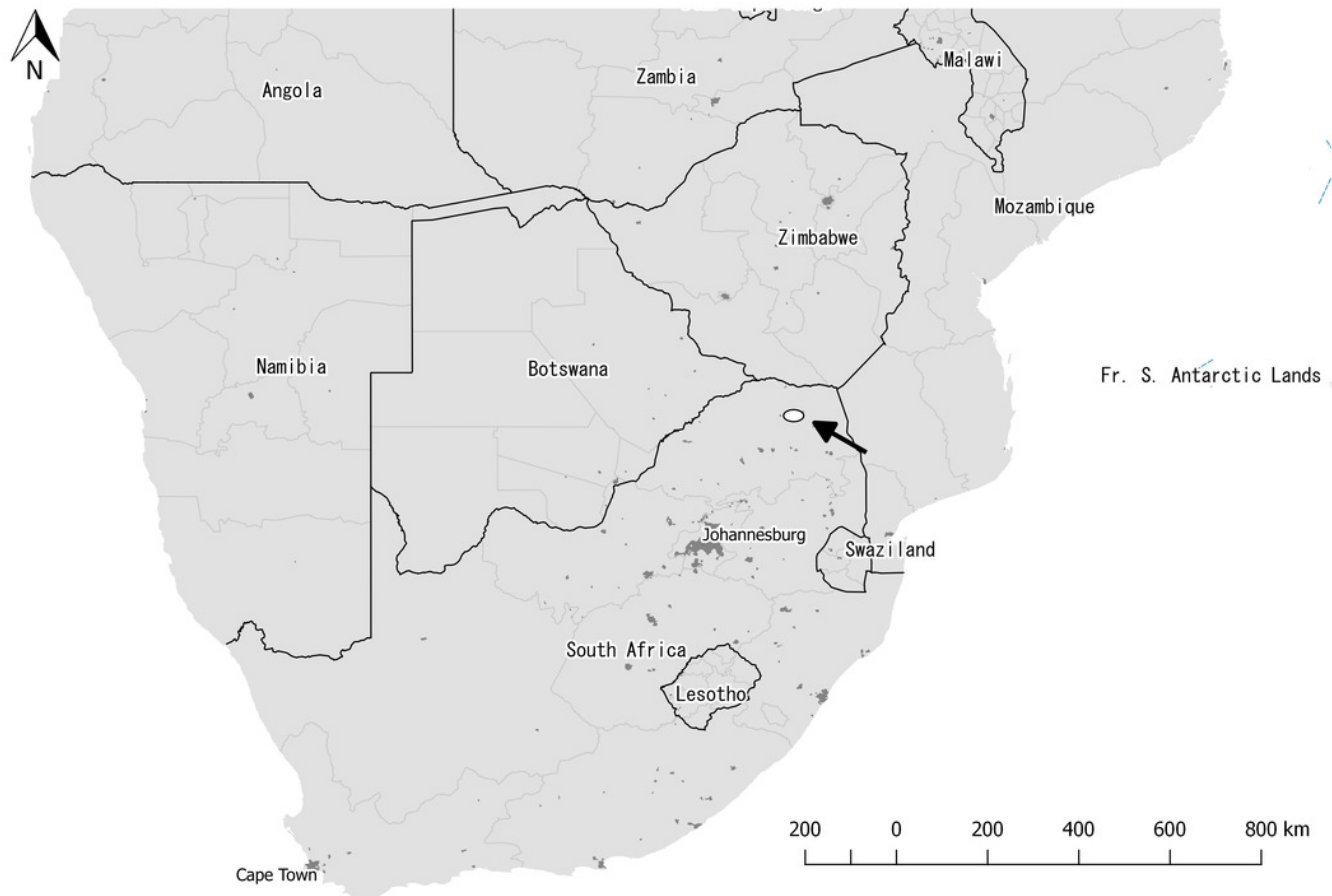 N
Angola
Zambia
Malawi
Mozambique
Zimbabwe
Namibia
Botswana
Fr. S. Antarctic Lands
Johannesburg
Swaziland
South Africa
Lesotho
Cape Town
200 0 200 400 600 800 km